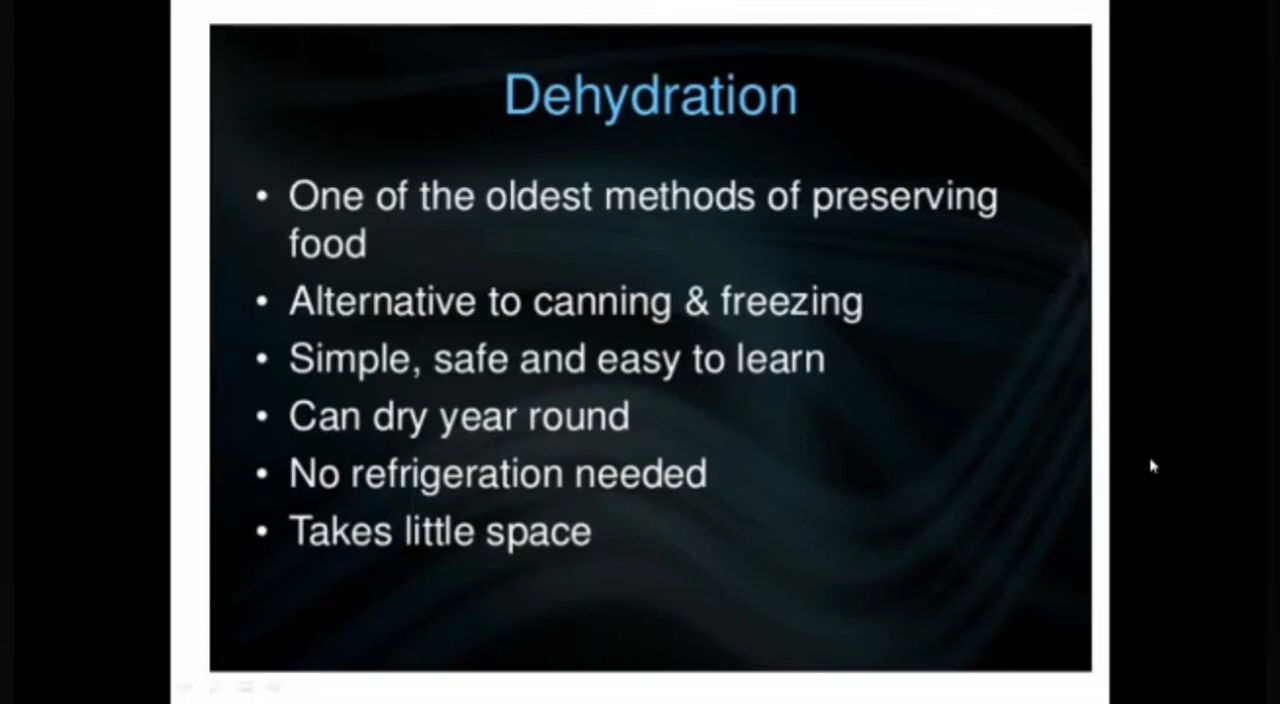 Dehydration
• One of the oldest methods of preserving
food
• Alternative to canning & freezing
• Simple, safe and easy to learn
• Can dry year round
• No refrigeration needed
• Takes little space